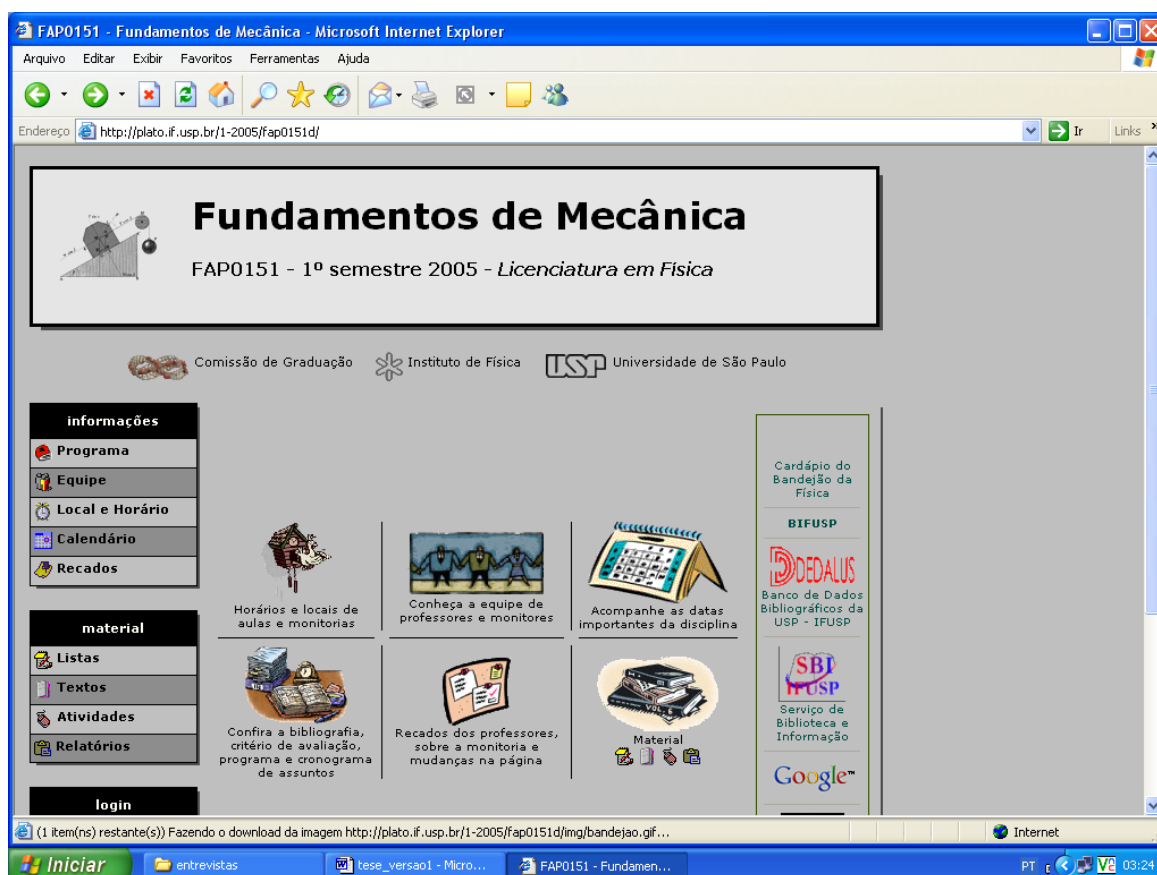 FAP0151 - Fundamentos de Mecânica - Microsoft Internet Explorer
Arquivo Editar Exibir Favoritos Ferramentas Ajuda
Endereço http://plato.if.usp.br/1-2005/fap0151d/ Ir Links »
Fundamentos de Mecânica
FAP0151 - 1º semestre 2005 - Licenciatura em Física
Comissão de Graduação Instituto de Física USP Universidade de São Paulo
informações
Programa
Equipe
Local e Horário
Calendário
Recados
material
Listas
Textos
Atividades
Relatórios
login
Horários e locais de
aulas e monitorias
Conheça a equipe de
professores e monitores
Acompanhe as datas
importantes da disciplina
Confira a bibliografia,
critério de avaliação,
programa e cronograma
de assuntos
Recados dos professores,
sobre a monitoria e
mudanças na página
Material
Cardápio do
Bandejão da
Física
BIFUSP
DEDALUS
Banco de Dados
Bibliográficos da
USP - IFUSP
SBI
IFUSP
Serviço de
Biblioteca e
Informação
Google™
(1 item(ns) restante(s)) Fazendo o download da imagem http://plato.if.usp.br/1-2005/fap0151d/img/bandejao.gif... Internet
Iniciar entrevistas tese_versao1 - Micro... FAP0151 - Fundamen... PT 03:24